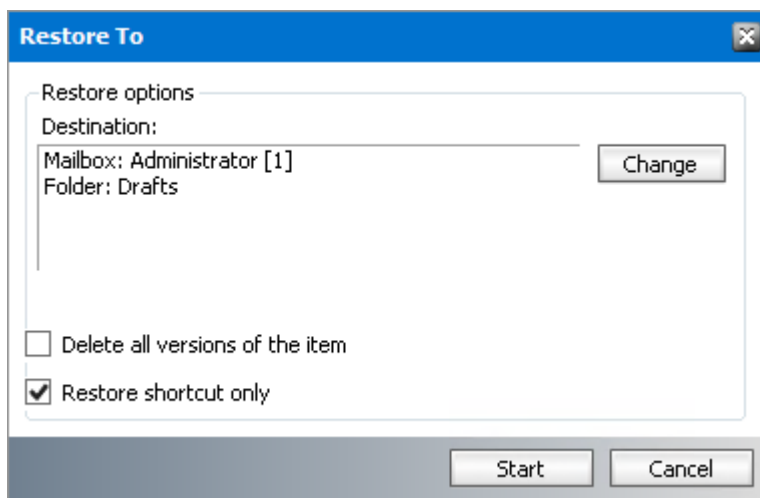 Restore To
Restore options
Destination:
Mailbox: Administrator [1]
Change
Folder: Drafts
Delete all versions of the item
Restore shortcut only
Start
Cancel